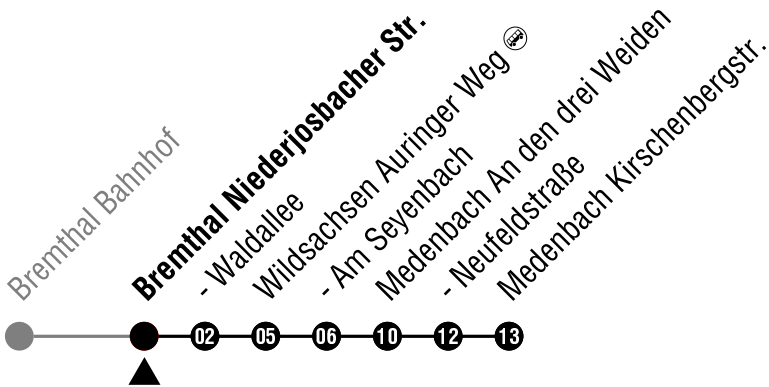 Bremthal Bahnhof
Bremthal Niederjosbacher Str.
- Waldallee
Wildsachsen Auringer Weg
- Am Seyenbach
Medenbach An den drei Weiden
- Neufeldstraße
Medenbach Kirschenbergstr.
02 05 06 10 12 13